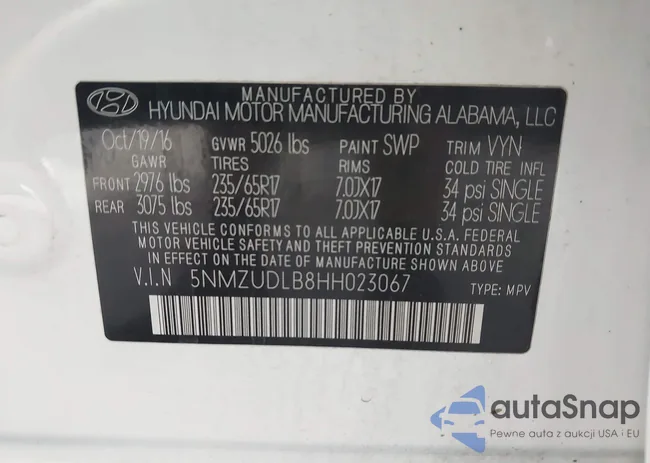 MANUFACTURED BY
HYUNDAI MOTOR MANUFACTURING ALABAMA, LLC
Oct/19/16 GVWR 5026 lbs PAINT SWP TRIM VYN
GAWR TIRES RIMS COLD TIRE INFL
FRONT 2976 lbs 235/65R17 7.0JX17 34 psi SINGLE
REAR 3075 lbs 235/65R17 7.0JX17 34 psi SINGLE
THIS VEHICLE CONFORMS TO ALL APPLICABLE U.S.A. FEDERAL
MOTOR VEHICLE SAFETY AND THEFT PREVENTION STANDARDS
IN EFFECT ON THE DATE OF MANUFACTURE SHOWN ABOVE.
V.I.N 5NMZUDLB8HH023067 TYPE: MPV
autaSnap
Pewne auta z aukcji USA i EU